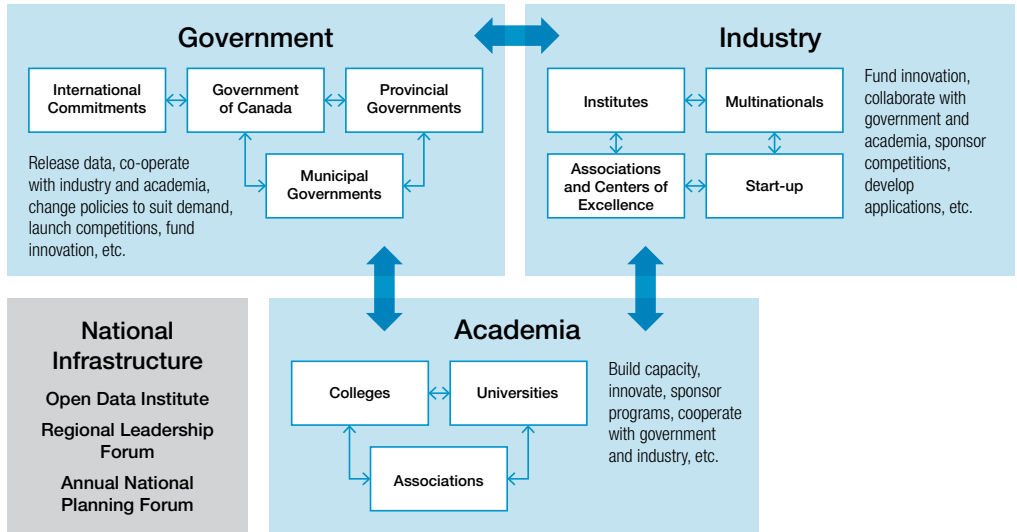 Government
International
Commitments
Government
of Canada
Provincial
Governments
Municipal
Governments
Release data, co-operate
with industry and academia,
change policies to suit demand,
launch competitions, fund
innovation, etc.
Industry
Institutes
Multinationals
Associations
and Centers of
Excellence
Start-up
Fund innovation,
collaborate with
government and
academia, sponsor
competitions,
develop
applications, etc.
National
Infrastructure
Open Data Institute
Regional Leadership
Forum
Annual National
Planning Forum
Academia
Colleges
Universities
Associations
Build capacity,
innovate, sponsor
programs, cooperate
with government
and industry, etc.